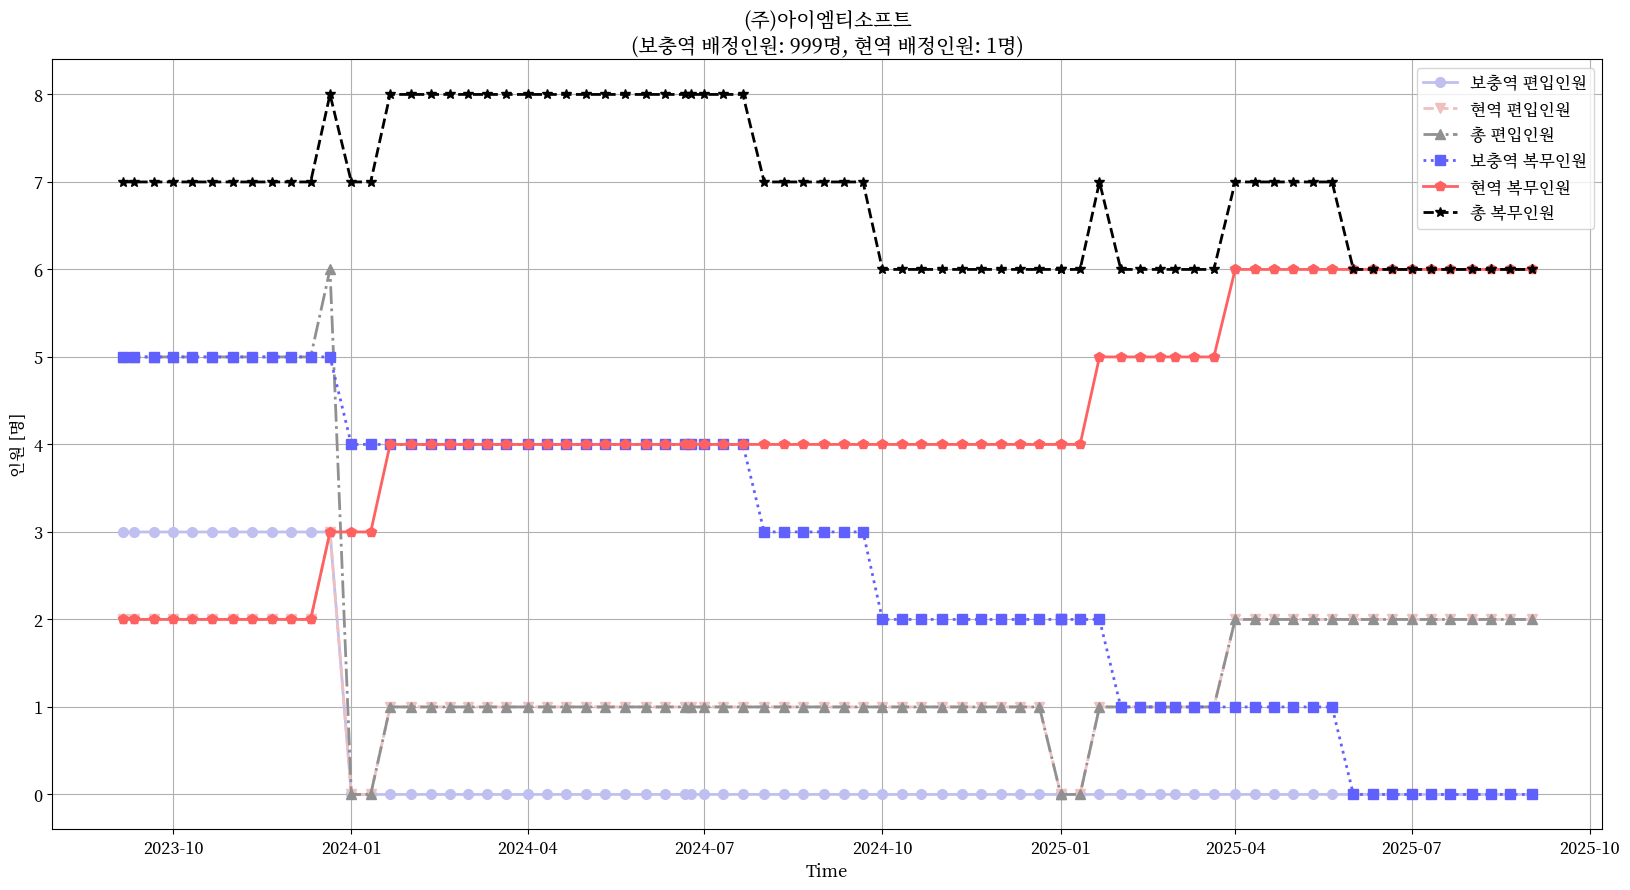 (주)아이엠티소프트
(보충역 배정인원: 999명, 현역 배정인원: 1명)
보충역 편입인원
현역 편입인원
총 편입인원
보충역 복무인원
현역 복무인원
총 복무인원
인원 [명]
8
7
6
5
4
3
2
1
0
2023-10
2024-01
2024-04
2024-07
2024-10
2025-01
2025-04
2025-07
2025-10
Time